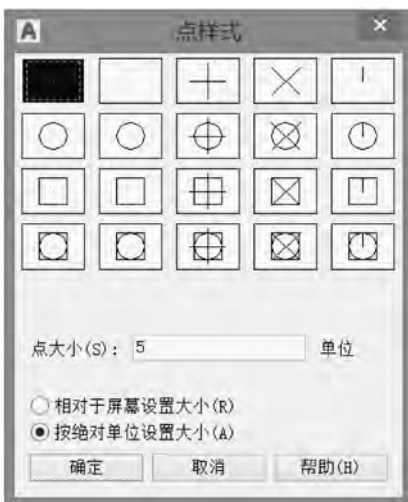 A 点样式 ×
点大小(S): 5 单位
相对于屏幕设置大小(R)
按绝对单位设置大小(A)
确定 取消 帮助(H)